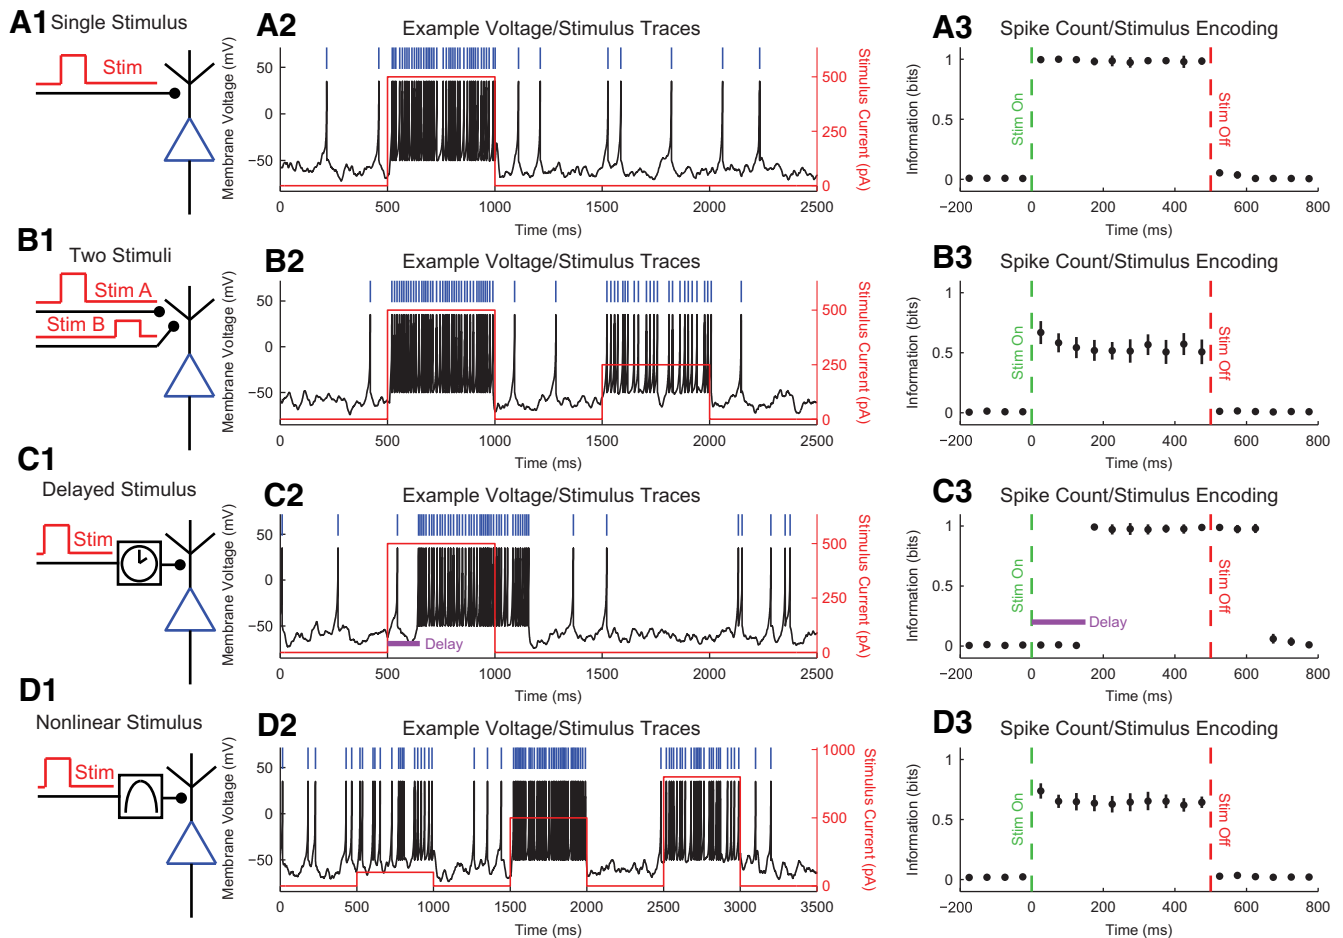 A1 Single Stimulus
Stim
A2 Example Voltage/Stimulus Traces
Membrane Voltage (mV)
50
0
−50
Stimulus Current (pA)
500
250
0
0 500 1000 1500 2000 2500
Time (ms)
A3 Spike Count/Stimulus Encoding
Information (bits)
1
0.5
0
Stim On
Stim Off
−200 0 200 400 600 800
Time (ms)
B1 Two Stimuli
Stim A
Stim B
B2 Example Voltage/Stimulus Traces
Membrane Voltage (mV)
50
0
−50
Stimulus Current (pA)
500
250
0
0 500 1000 1500 2000 2500
Time (ms)
B3 Spike Count/Stimulus Encoding
Information (bits)
1
0.5
0
Stim On
Stim Off
−200 0 200 400 600 800
Time (ms)
C1 Delayed Stimulus
Stim
C2 Example Voltage/Stimulus Traces
Membrane Voltage (mV)
50
0
−50
Delay
Stimulus Current (pA)
500
250
0
0 500 1000 1500 2000 2500
Time (ms)
C3 Spike Count/Stimulus Encoding
Information (bits)
1
0.5
0
Stim On
Delay
Stim Off
−200 0 200 400 600 800
Time (ms)
D1 Nonlinear Stimulus
Stim
D2 Example Voltage/Stimulus Traces
Membrane Voltage (mV)
50
0
−50
Stimulus Current (pA)
1000
500
0
0 500 1000 1500 2000 2500 3000 3500
Time (ms)
D3 Spike Count/Stimulus Encoding
Information (bits)
1
0.5
0
Stim On
Stim Off
−200 0 200 400 600 800
Time (ms)